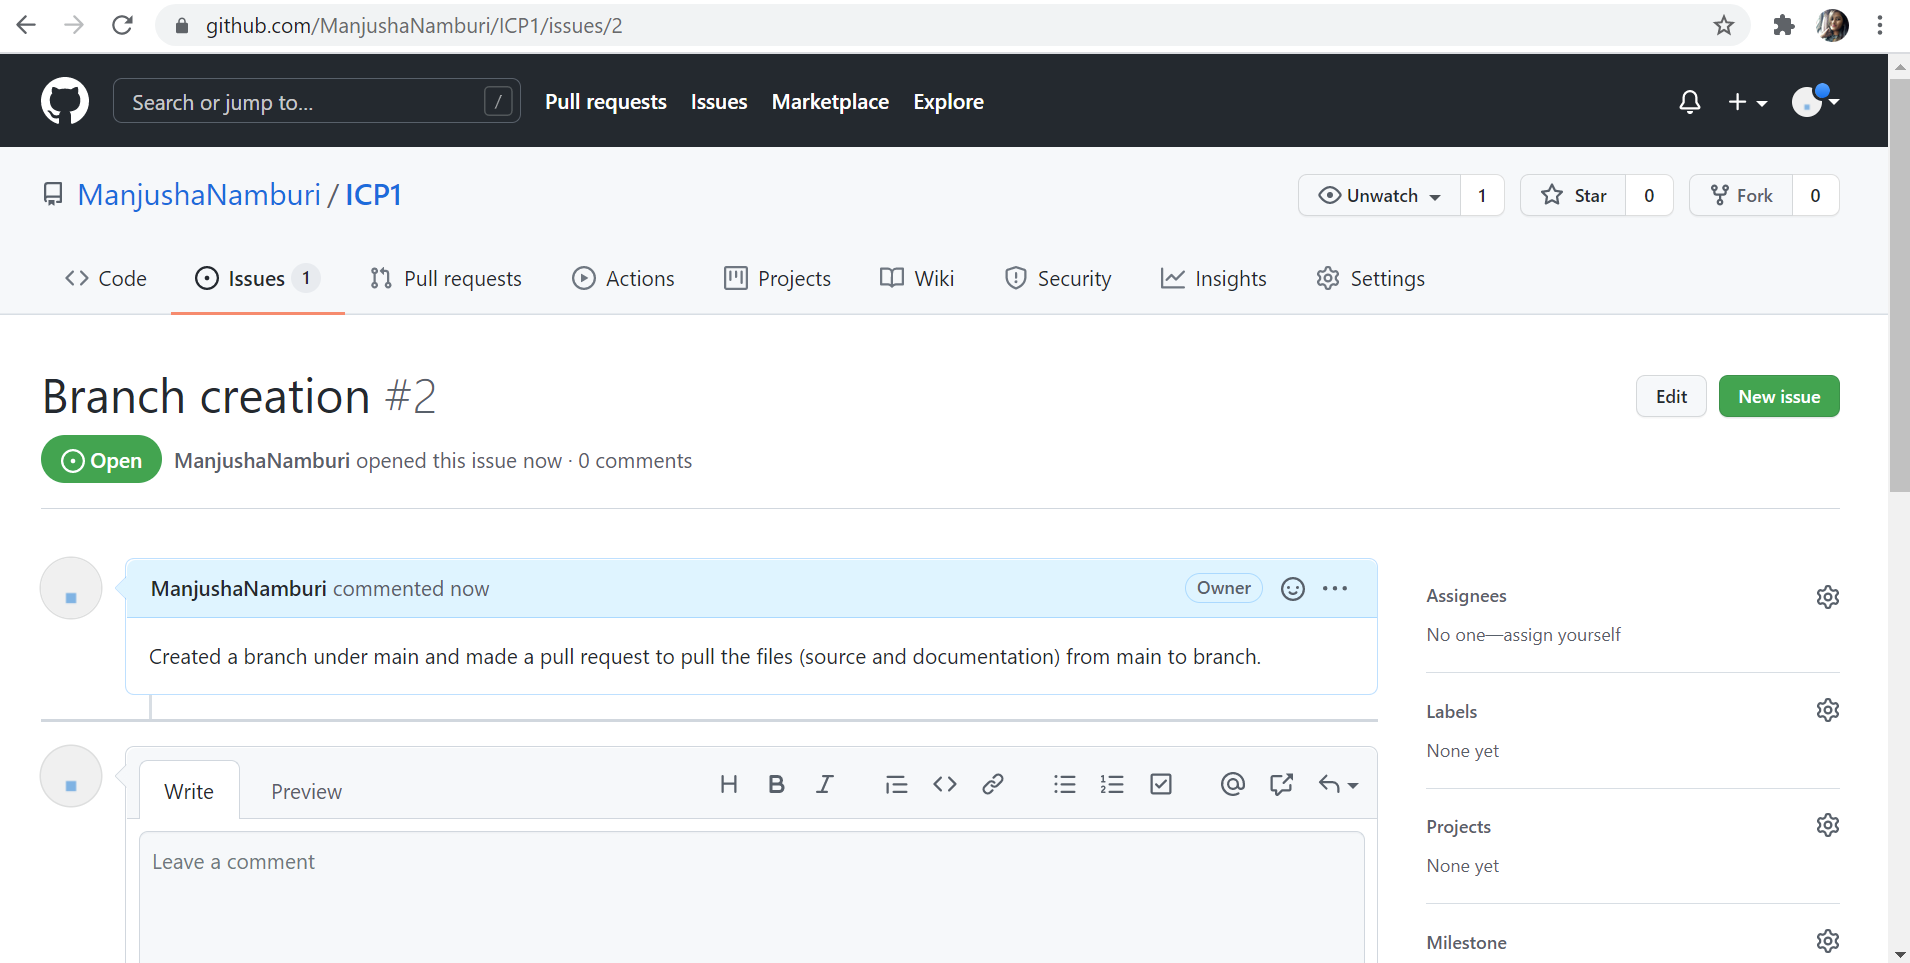 github.com/ManjushaNamburi/ICP1/issues/2
Search or jump to... /
Pull requests Issues Marketplace Explore
ManjushaNamburi / ICP1
Unwatch 1 Star 0 Fork 0
Code Issues 1 Pull requests Actions Projects Wiki Security Insights Settings
Branch creation #2
Edit New issue
Open ManjushaNamburi opened this issue now · 0 comments
ManjushaNamburi commented now
Owner
Created a branch under main and made a pull request to pull the files (source and documentation) from main to branch.
Assignees
No one—assign yourself
Labels
None yet
Write Preview
Leave a comment
Projects
None yet
Milestone